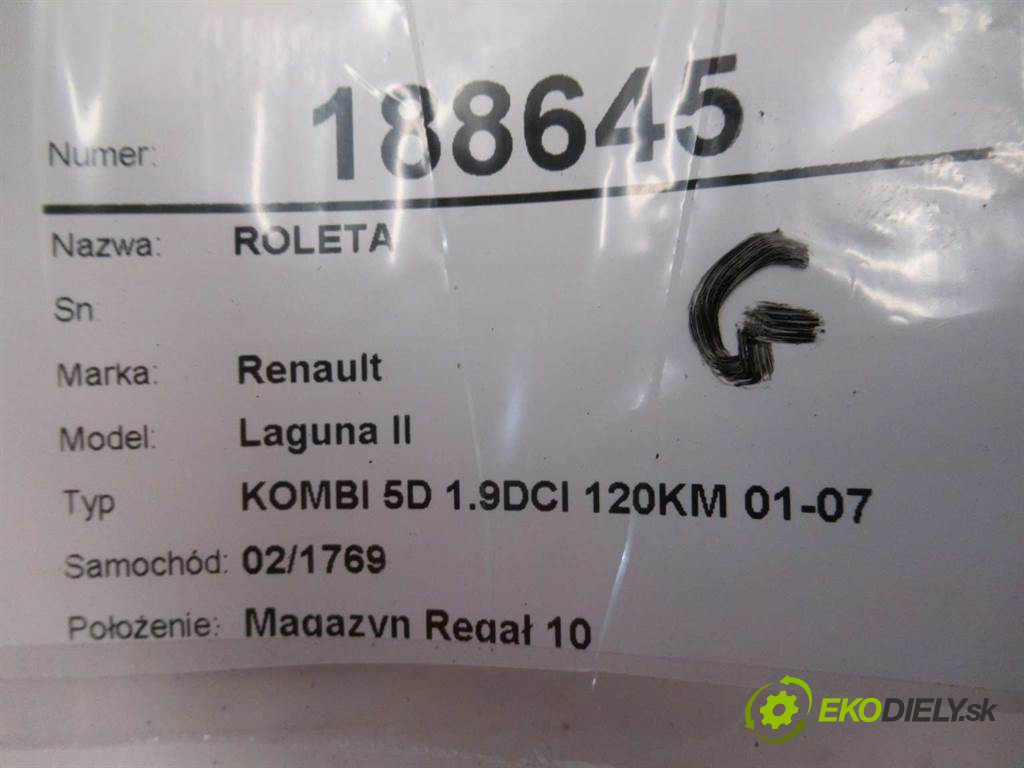 Numer: 188645
Nazwa: ROLETA
Sn
Marka: Renault
Model: Laguna II
Typ KOMBI 5D 1.9DCI 120KM 01-07
Samochód: 02/1769
Położenie: Magazyn Regał 10
G
EKODIELY.sk